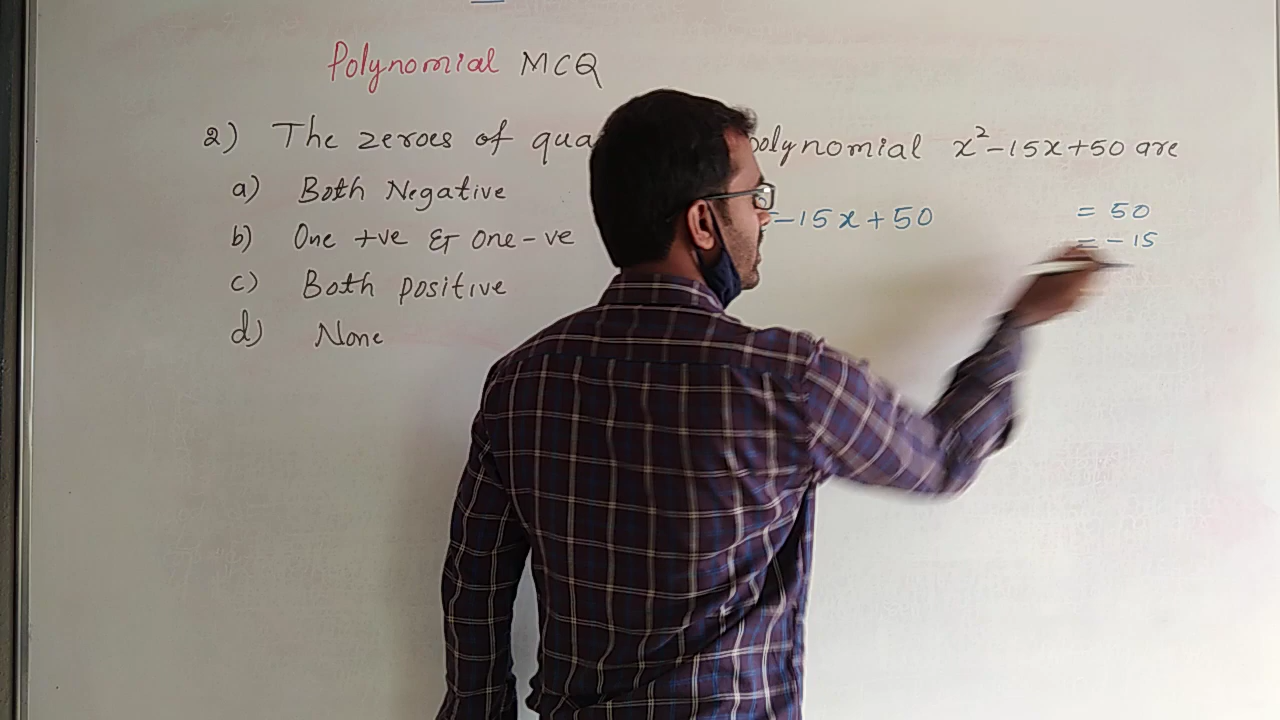 Polynomial MCQ
2) The zeroes of qua polynomial x²-15x+50 are
a) Both Negative
b) One +ve & One -ve
c) Both positive
d) None
-15x+50
= 50
= -15